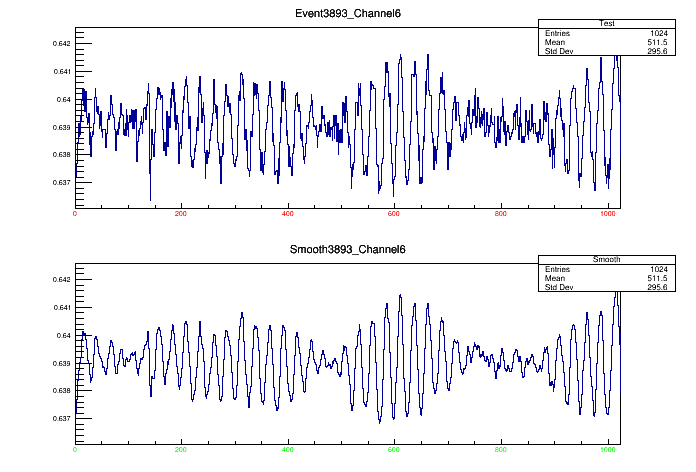 Event3893_Channel6
Test
Entries 1024
Mean 511.5
Std Dev 295.6
0.642
0.641
0.64
0.639
0.638
0.637
0 200 400 600 800 1000
Smooth3893_Channel6
Smooth
Entries 1024
Mean 511.5
Std Dev 295.6
0.642
0.641
0.64
0.639
0.638
0.637
0 200 400 600 800 1000